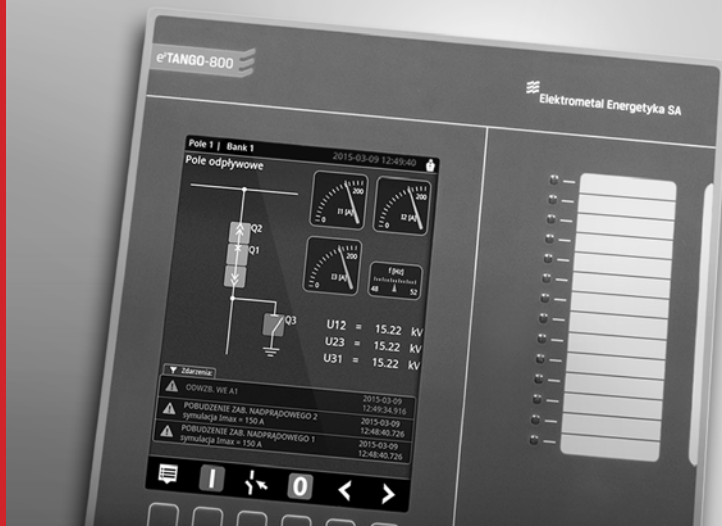 e²TANGO-800
Elektrometal Energetyka SA
Pole 1 | Bank 1
2015-03-09 12:49:40
Pole odpływowe
200
0
I1 [A]
200
0
I2 [A]
200
0
I3 [A]
f [Hz]
48 52
Q2
Q1
Q3
U12 = 15.22 kV
U23 = 15.22 kV
U31 = 15.22 kV
Zdarzenia:
ODWZB. WE A1
2015-03-09
12:49:34.916
POBUDZENIE ZAB. NADPRĄDOWEGO 2
symulacja Imax = 150 A
2015-03-09
12:48:40.726
POBUDZENIE ZAB. NADPRĄDOWEGO 1
symulacja Imax = 150 A
2015-03-09
12:48:40.726
I
0